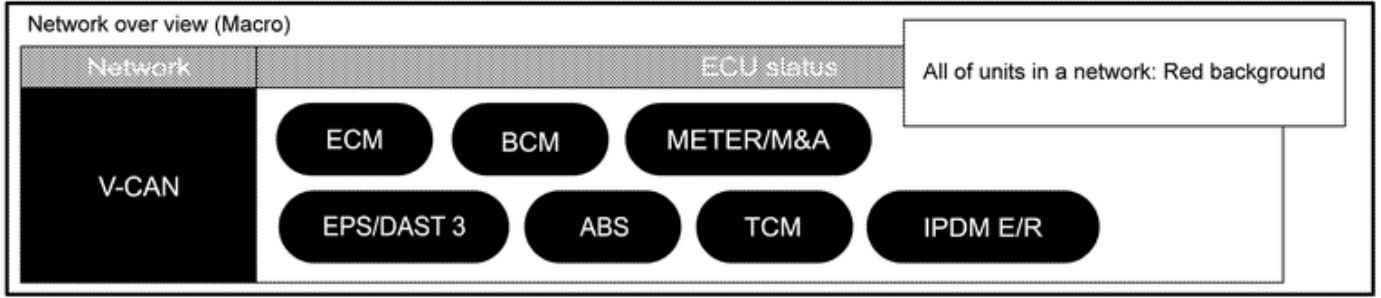 Network over view (Macro)
Network ECU status
All of units in a network: Red background
ECM BCM METER/M&A
V-CAN
EPS/DAST 3 ABS TCM IPDM E/R